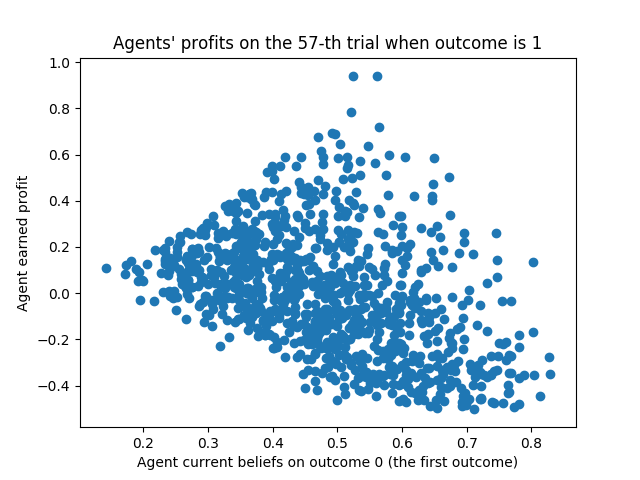 Agents' profits on the 57-th trial when outcome is 1
1.0
0.8
0.6
0.4
0.2
0.0
−0.2
−0.4
Agent earned profit
0.2 0.3 0.4 0.5 0.6 0.7 0.8
Agent current beliefs on outcome 0 (the first outcome)